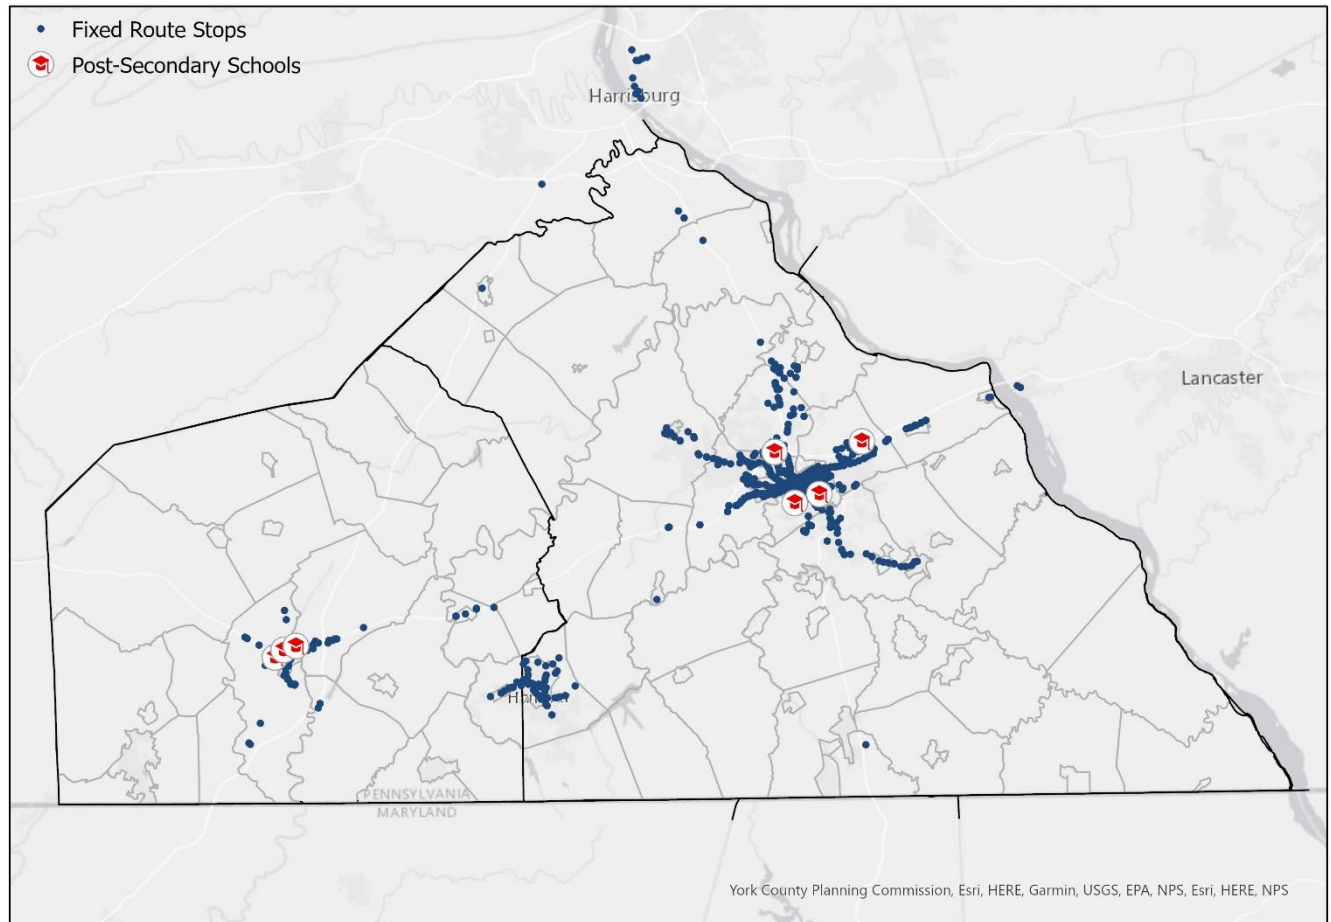 Fixed Route Stops
Post-Secondary Schools
Harrisburg
Lancaster
PENNSYLVANIA
MARYLAND
York County Planning Commission, Esri, HERE, Garmin, USGS, EPA, NPS, Esri, HERE, NPS